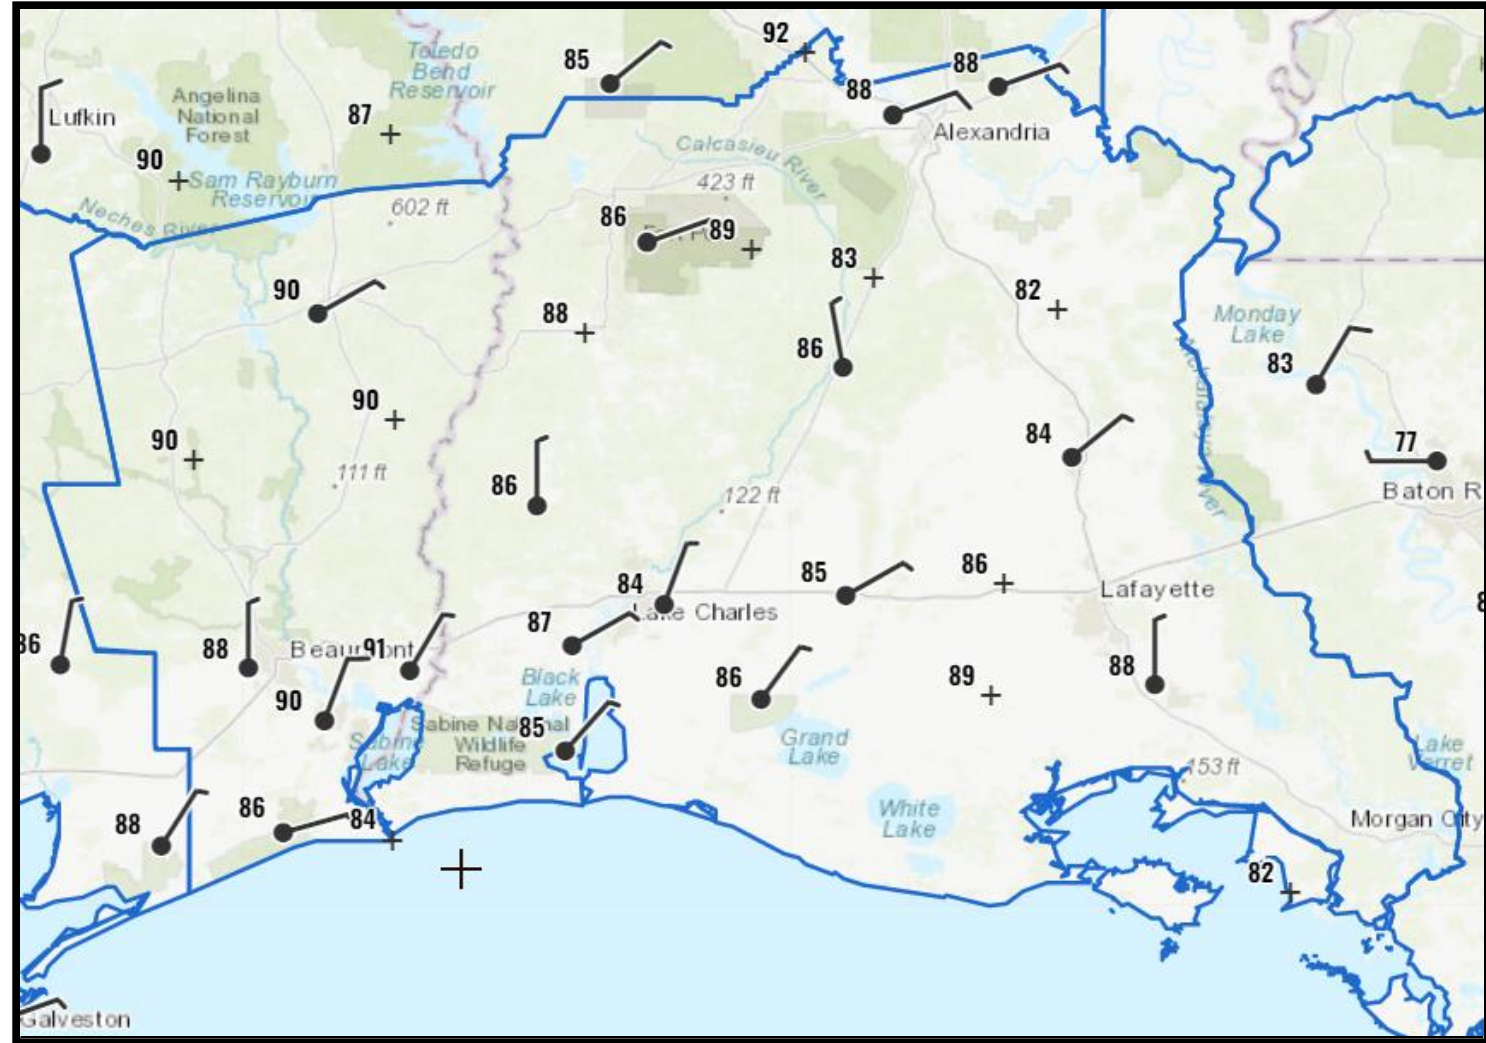 92
Toledo
Bend
Reservoir
85
88
88
Angelina
National
Forest
Lufkin
87
Alexandria
90
Calcasieu River
Sam Rayburn
Reservoir
423 ft
602 ft
Neches River
86
89
83
90
82
88
Monday
Lake
86
83
90
90
84
77
111 ft
86
122 ft
Baton R
84
85
86
Lafayette
Lake Charles
87
86
88
Beaumont
91
88
86
89
Black
Lake
90
85
Sabine National
Wildlife
Refuge
Sabine
Lake
Grand
Lake
Lake
Verret
153 ft
88
86
84
White
Lake
Morgan City
82
Galveston